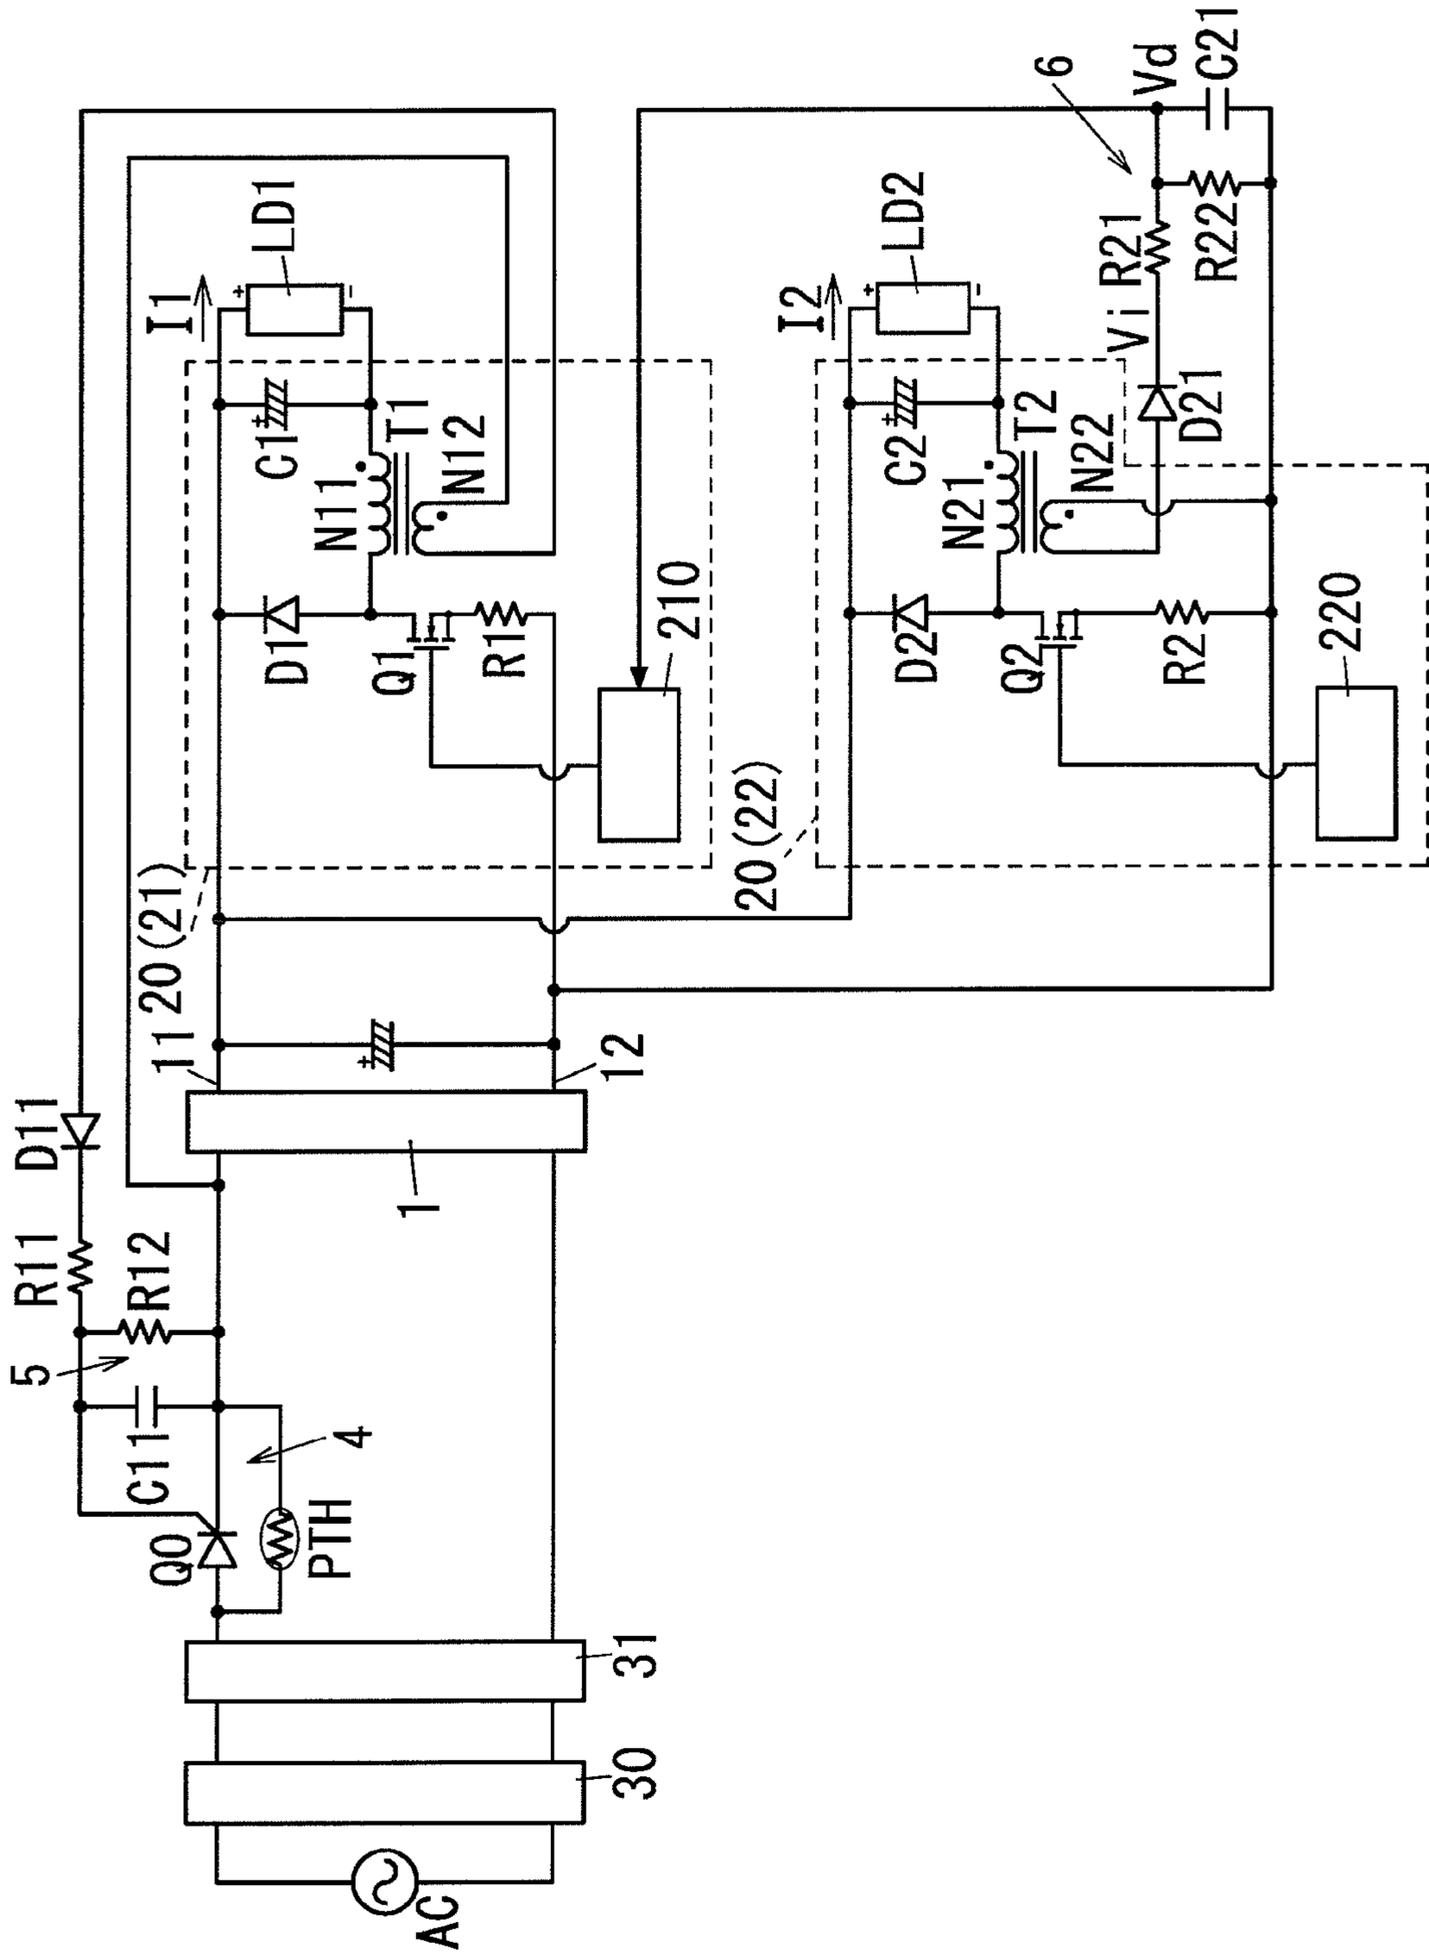 AC
30
31
Q0
PTH
4
5
C11
R12
R11
D11
1
11
12
+
20(21)
I1
LD1
+
-
C1
+
D1
N11
T1
N12
Q1
R1
210
20(22)
I2
LD2
+
-
C2
+
D2
N21
T2
N22
Q2
R2
220
D21
Vi
R21
R22
6
Vd
C21